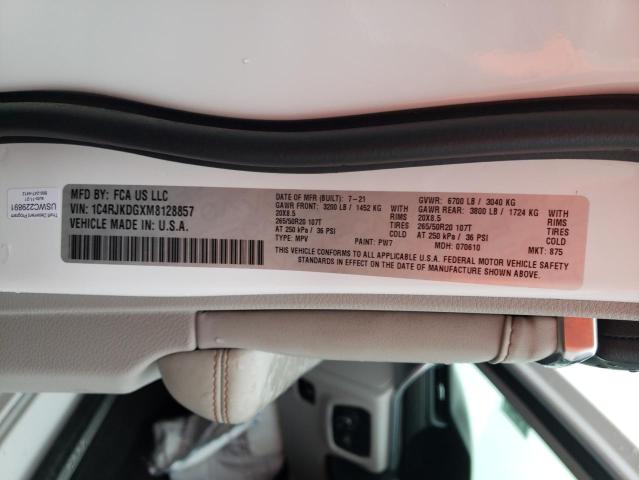 MFD BY: FCA US LLC
VIN: 1C4RJKDGXM8128857
VEHICLE MADE IN: U.S.A.
DATE OF MFR (BUILT): 7-21
GAWR FRONT: 3200 LB / 1452 KG
20X8.5 RIMS
265/50R20 107T TIRES
AT 250 kPa / 36 PSI COLD
TYPE: MPV PAINT: PW7
GVWR: 6700 LB / 3040 KG
GAWR REAR: 3800 LB / 1724 KG
20X8.5 RIMS
265/50R20 107T TIRES
AT 250 kPa / 36 PSI COLD
MDH: 070610 MKT: 875
THIS VEHICLE CONFORMS TO ALL APPLICABLE U.S.A. FEDERAL MOTOR VEHICLE SAFETY
STANDARDS IN EFFECT ON THE DATE OF MANUFACTURE SHOWN ABOVE.
Theft Deterrent Program
USWC229691